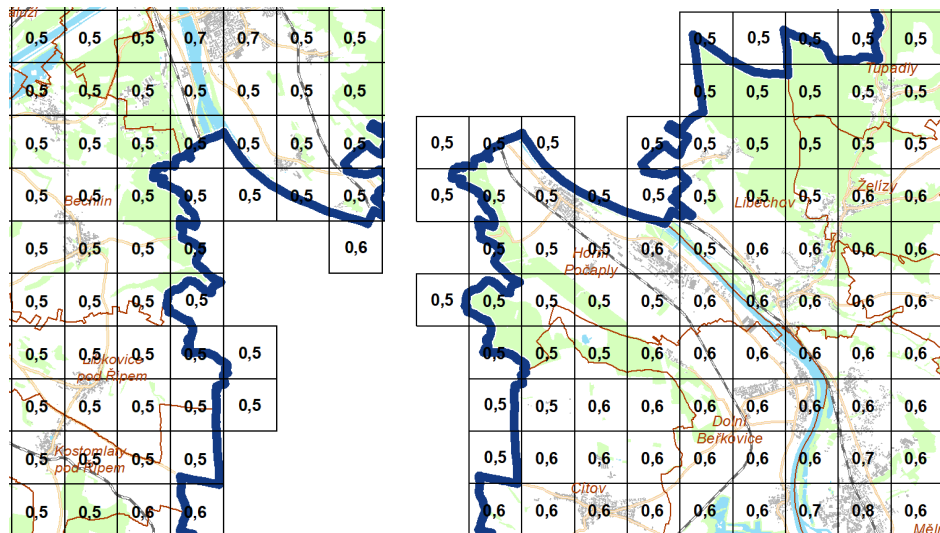 aluží
0,5 0,5 0,5 0,7 0,7 0,5 0,5
0,5 0,5 0,5 0,5 0,5 0,5 0,5
0,5 0,5 0,5 0,5 0,5 0,5 0,5
0,5 0,5 0,5 0,5 0,5 0,5
Bechlín
0,5 0,5 0,5 0,5 0,6
0,5 0,5 0,5 0,5
0,5 0,5 0,5 0,5 0,5
Libkovice
pod Řípem
0,5 0,5 0,5 0,5 0,5
Kostomlaty
0,5 0,5 0,5 0,5
pod Řípem
0,5 0,5 0,6 0,6
0,5 0,5 0,5 0,5 0,5
Tupadly
0,5 0,5 0,5 0,5 0,5
0,5 0,5 0,5 0,5 0,5 0,5 0,5 0,5 0,5
Želízy
0,5 0,5 0,5 0,5 0,5 0,5 0,5 0,5 0,5 0,5
Liběchov
0,5 0,5 0,5 0,5 0,5 0,6 0,6 0,6 0,6
Horní
Počaply
0,5 0,5 0,5 0,5 0,5 0,6 0,6 0,6 0,6 0,6
0,5 0,5 0,5 0,6 0,6 0,6 0,6 0,6 0,6
0,5 0,5 0,6 0,6 0,6 0,6 0,6 0,6 0,6
Dolní
Beřkovice
0,5 0,6 0,6 0,6 0,6 0,6 0,6 0,7 0,6
Cítov
0,6 0,6 0,6 0,6 0,6 0,6 0,7 0,8 0,6
Měln